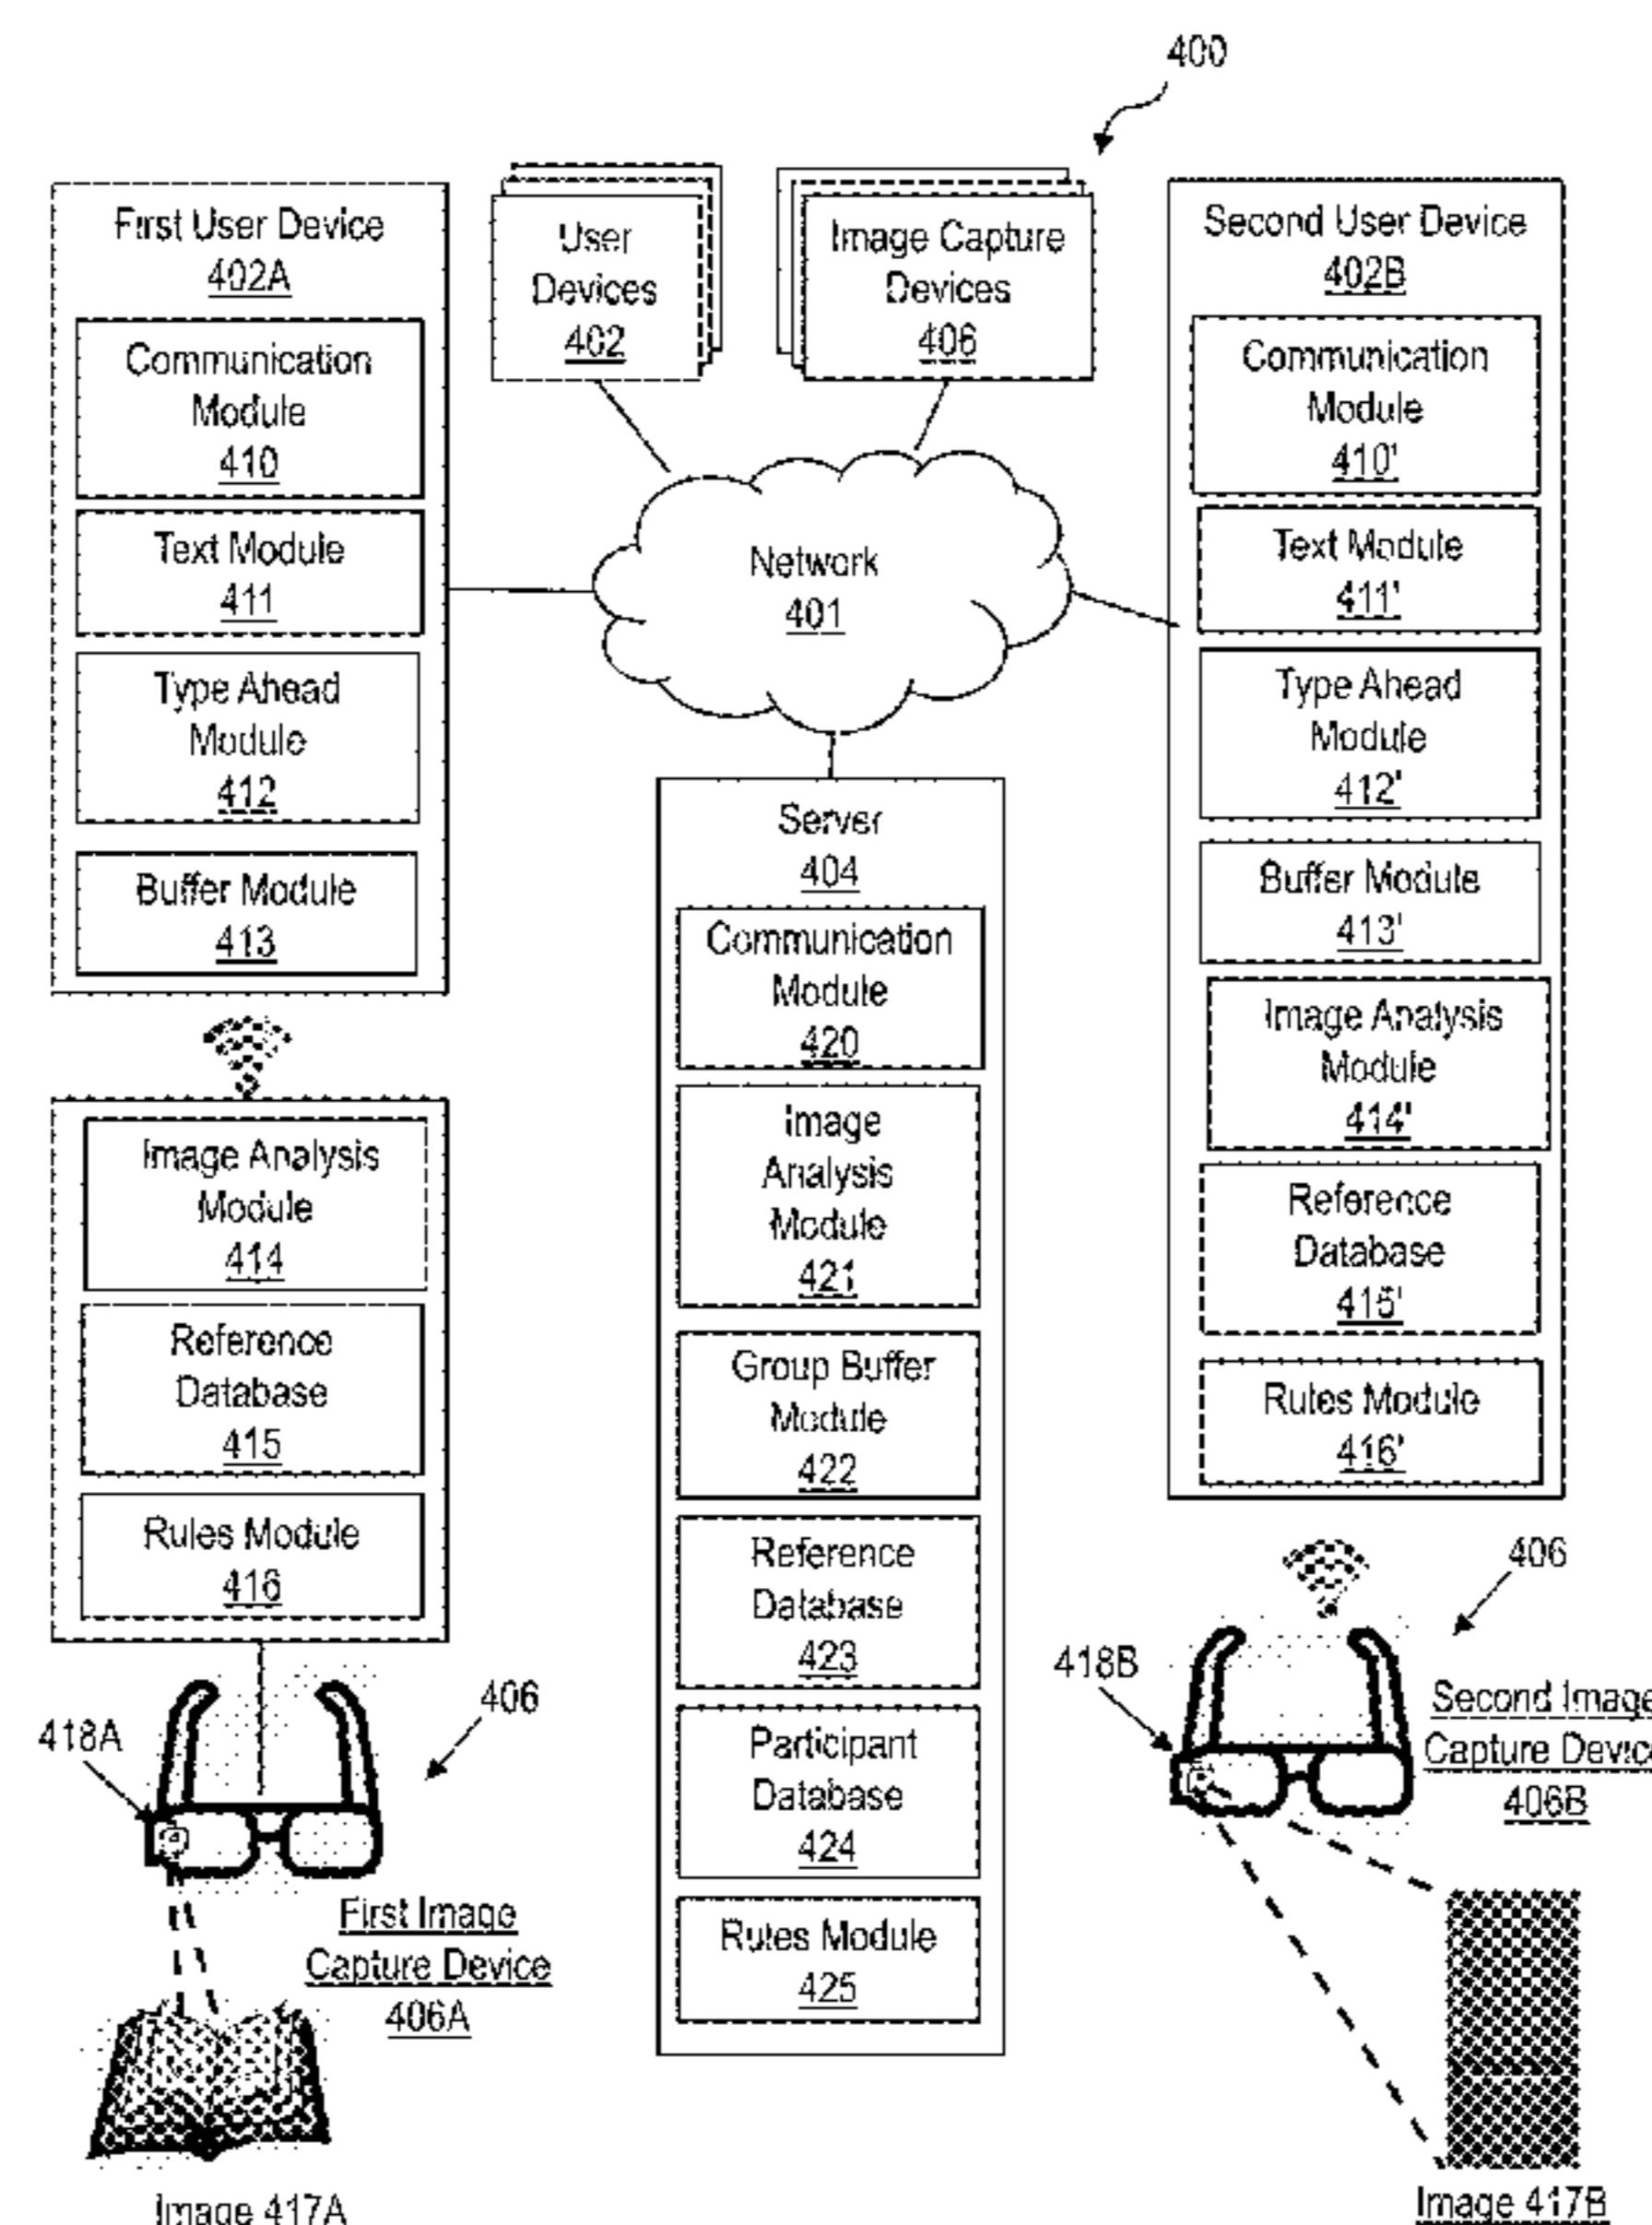 400
First User Device
402A
Communication
Module
410
Text Module
411
Type Ahead
Module
412
Buffer Module
413
User
Devices
402
Image Capture
Devices
406
Network
401
Second User Device
402B
Communication
Module
410'
Text Module
411'
Type Ahead
Module
412'
Buffer Module
413'
Image Analysis
Module
414'
Reference
Database
415'
Rules Module
416'
Server
404
Communication
Module
420
Image
Analysis
Module
421
Group Buffer
Module
422
Reference
Database
423
Participant
Database
424
Rules Module
425
Image Analysis
Module
414
Reference
Database
415
Rules Module
416
418A
406
First Image
Capture Device
406A
Image 417A
406
418B
Second Image
Capture Device
406B
Image 417B